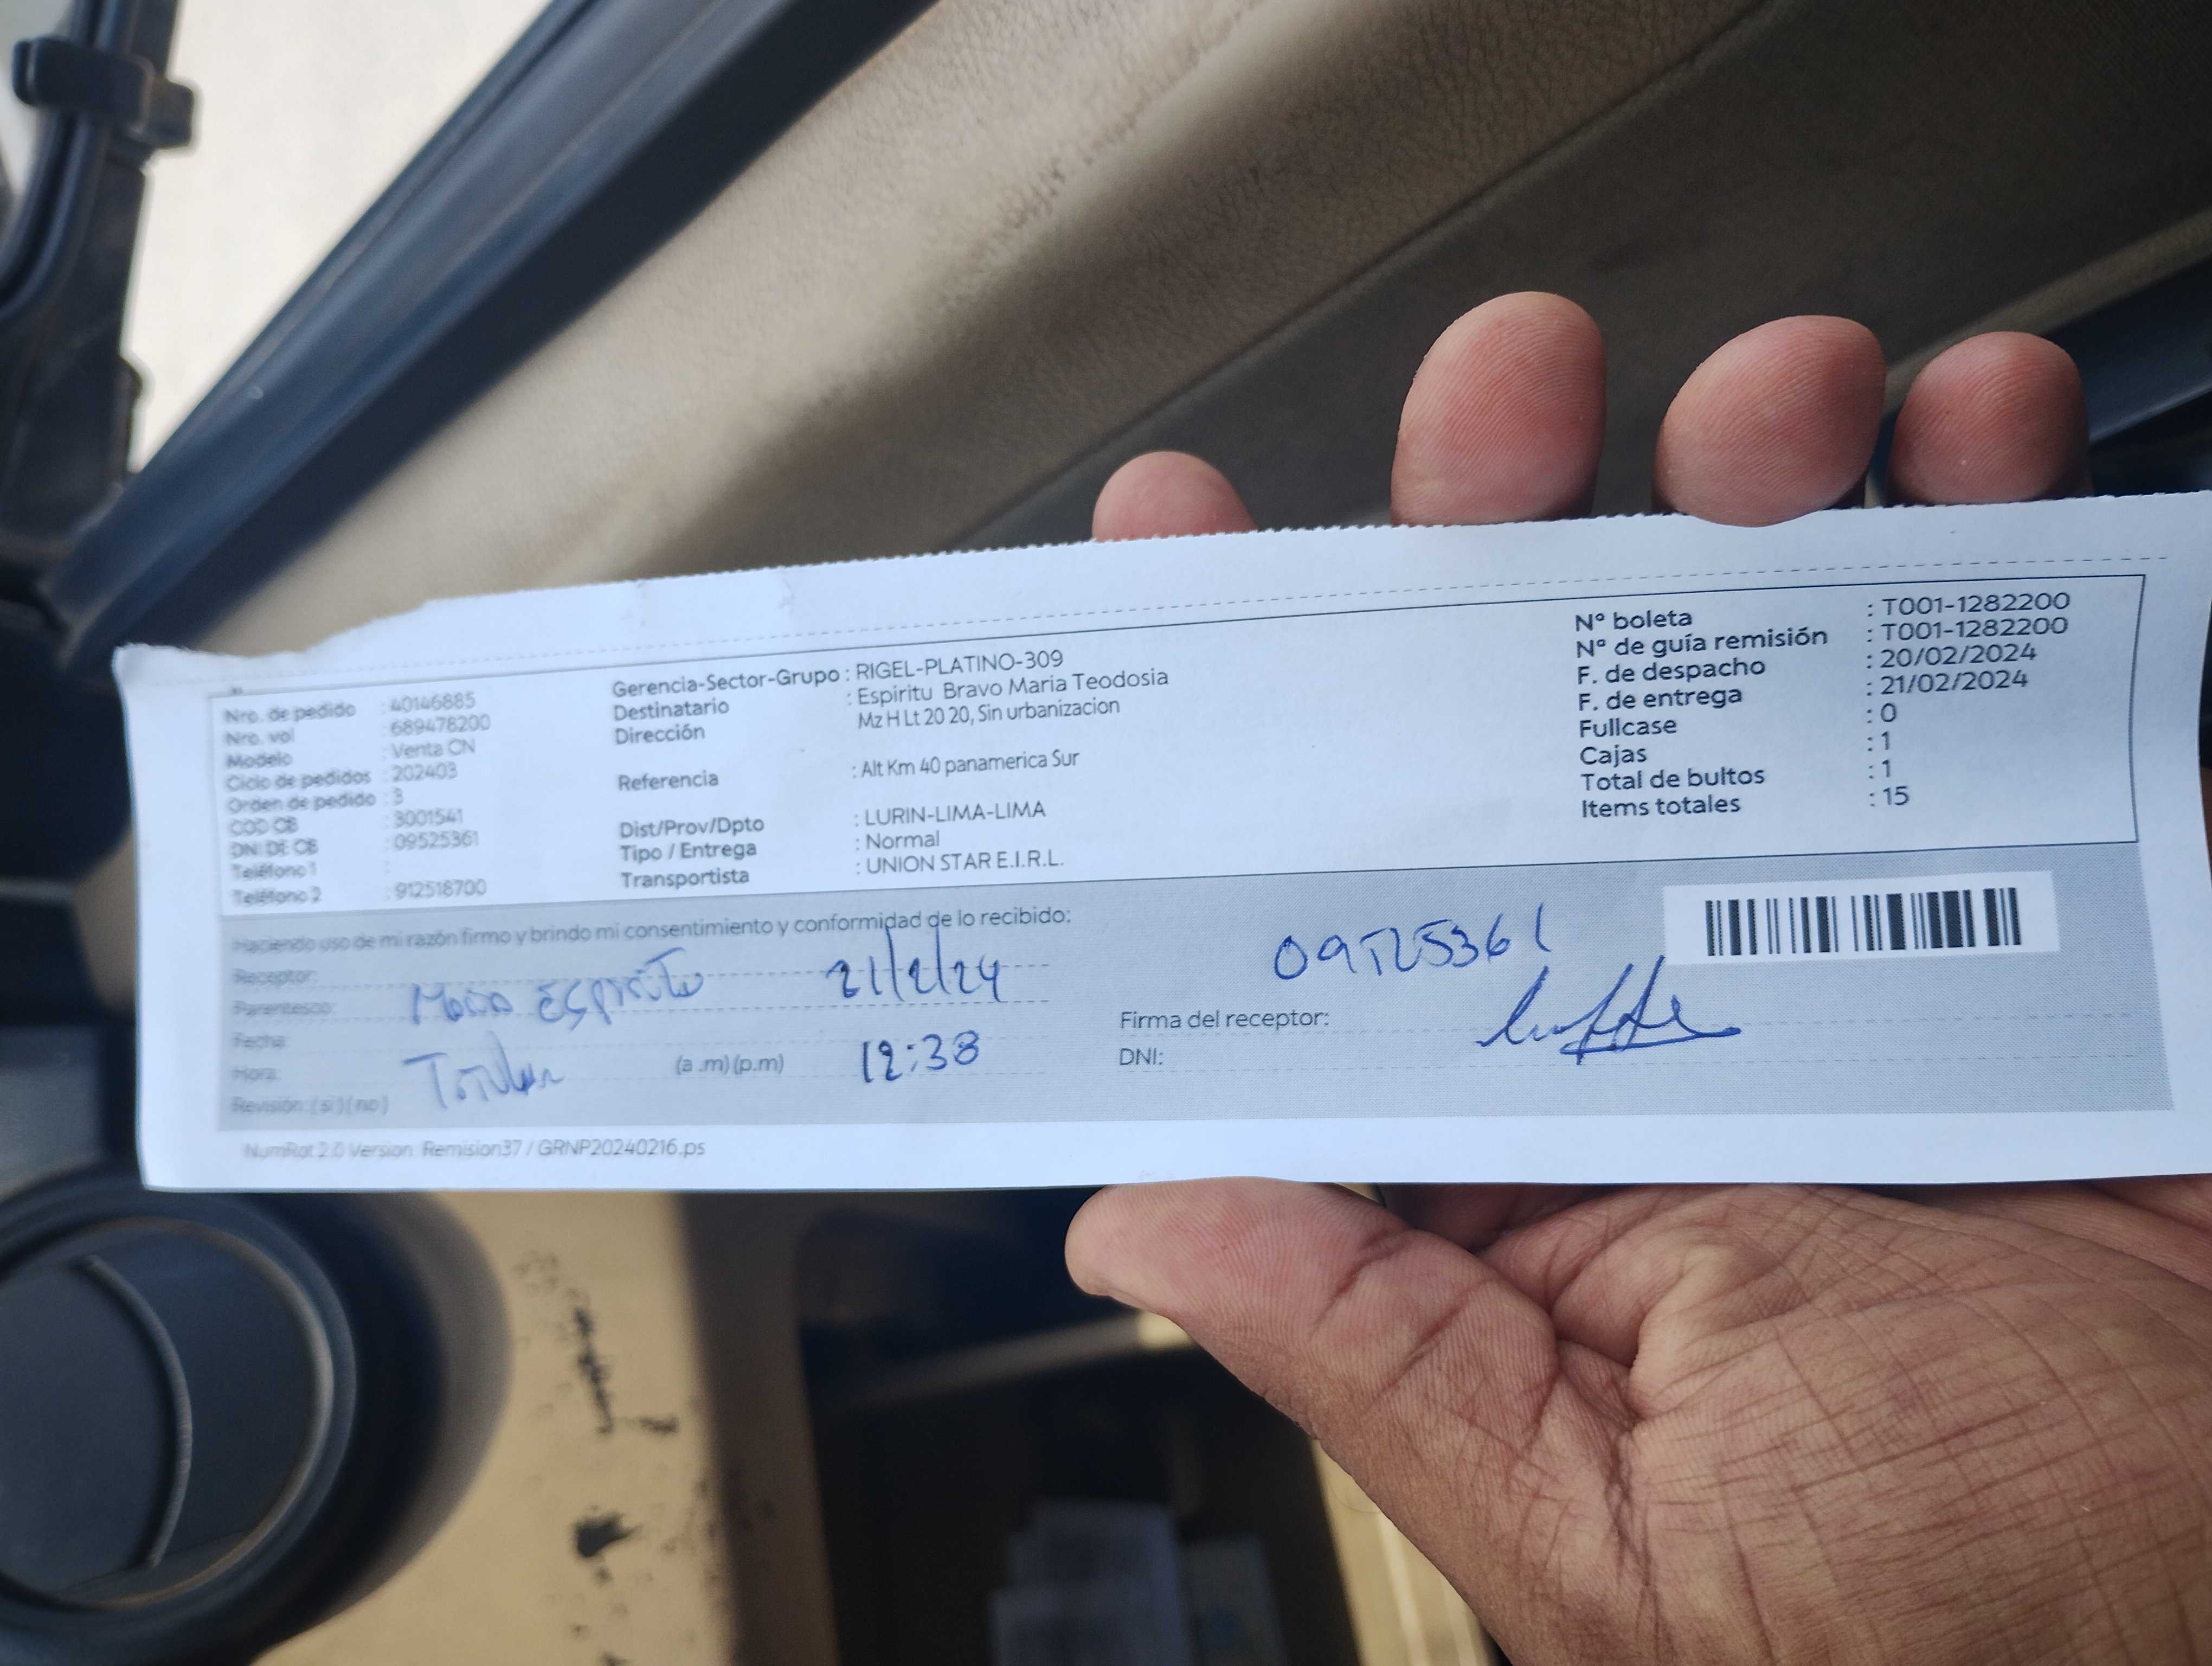 Nro. de pedido : 40146885
Nro. vol : 689478200
Modelo : Venta CN
Ciclo de pedidos : 202403
Orden de pedido : 3
COD CB : 3001541
DNI DE CB : 09525361
Teléfono 1 :
Teléfono 2 : 912518700
Gerencia-Sector-Grupo : RIGEL-PLATINO-309
Destinatario : Espiritu Bravo Maria Teodosia
Dirección Mz H Lt 20 20, Sin urbanizacion
Referencia : Alt Km 40 panamerica Sur
Dist/Prov/Dpto : LURIN-LIMA-LIMA
Tipo / Entrega : Normal
Transportista : UNION STAR E.I.R.L.
Nº boleta : T001-1282200
Nº de guía remisión : T001-1282200
F. de despacho : 20/02/2024
F. de entrega : 21/02/2024
Fullcase : 0
Cajas : 1
Total de bultos : 1
Items totales : 15
Haciendo uso de mi razón firmo y brindo mi consentimiento y conformidad de lo recibido:
Receptor:
Parentesco: Maria Espiritu 21/2/24
Fecha:
Hora: Titular (a .m) (p.m) 12:38
Revisión: ( si ) ( no )
09525361
Firma del receptor:
DNI:
NumRot 2.0 Version: Remision37 / GRNP20240216.ps